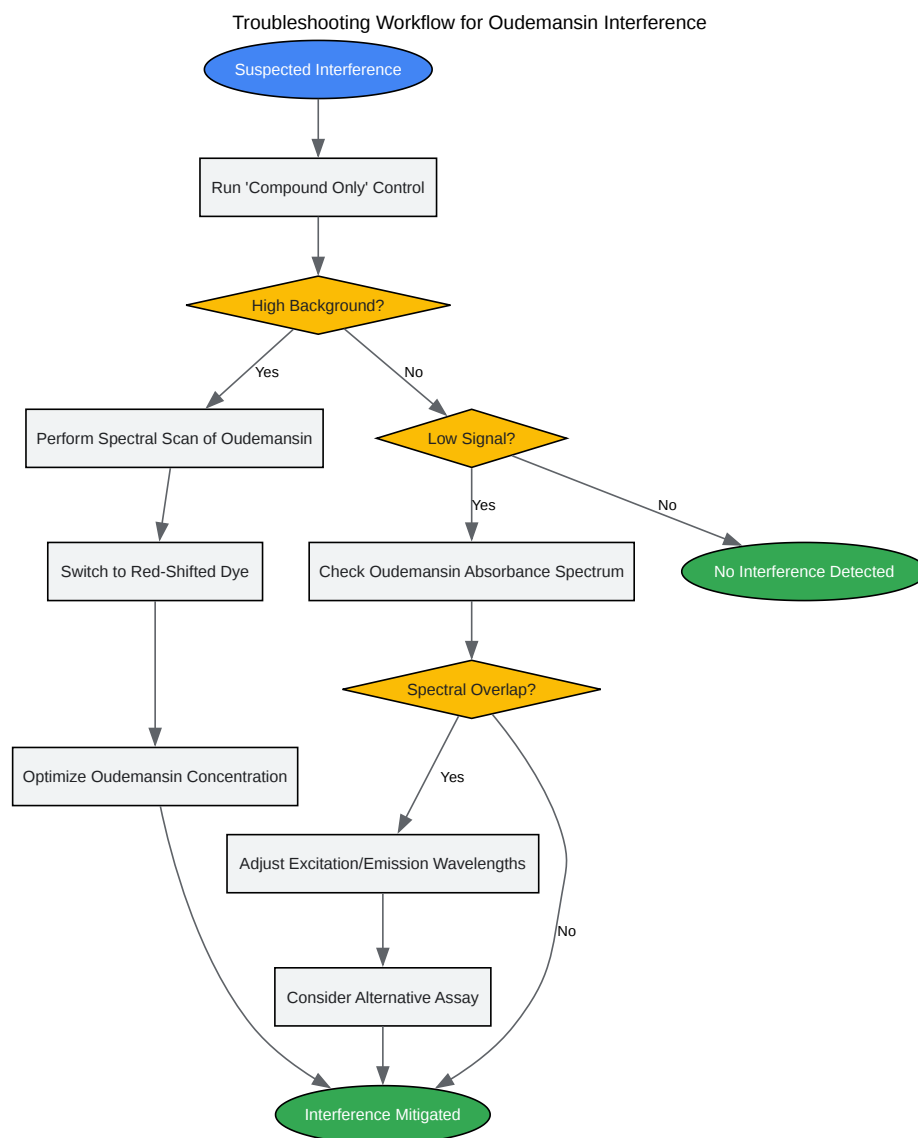 Troubleshooting Workflow for Oudemansin Interference
Suspected Interference
Run 'Compound Only' Control
High Background?
Yes
No
Perform Spectral Scan of Oudemansin
Low Signal?
Yes
No
Switch to Red-Shifted Dye
Check Oudemansin Absorbance Spectrum
No Interference Detected
Spectral Overlap?
Optimize Oudemansin Concentration
Yes
Adjust Excitation/Emission Wavelengths
No
Consider Alternative Assay
Interference Mitigated